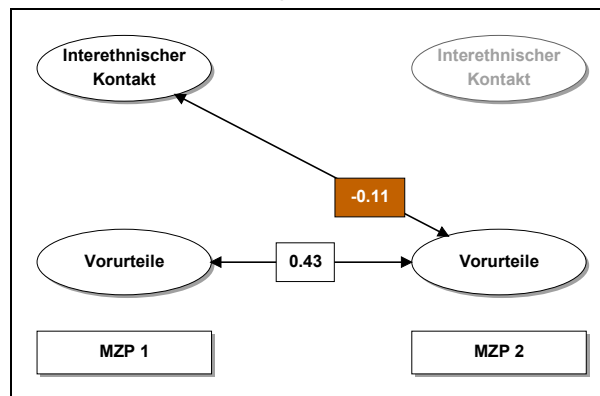 Interethnischer
Kontakt
Interethnischer
Kontakt
-0.11
Vorurteile
0.43
Vorurteile
MZP 1
MZP 2